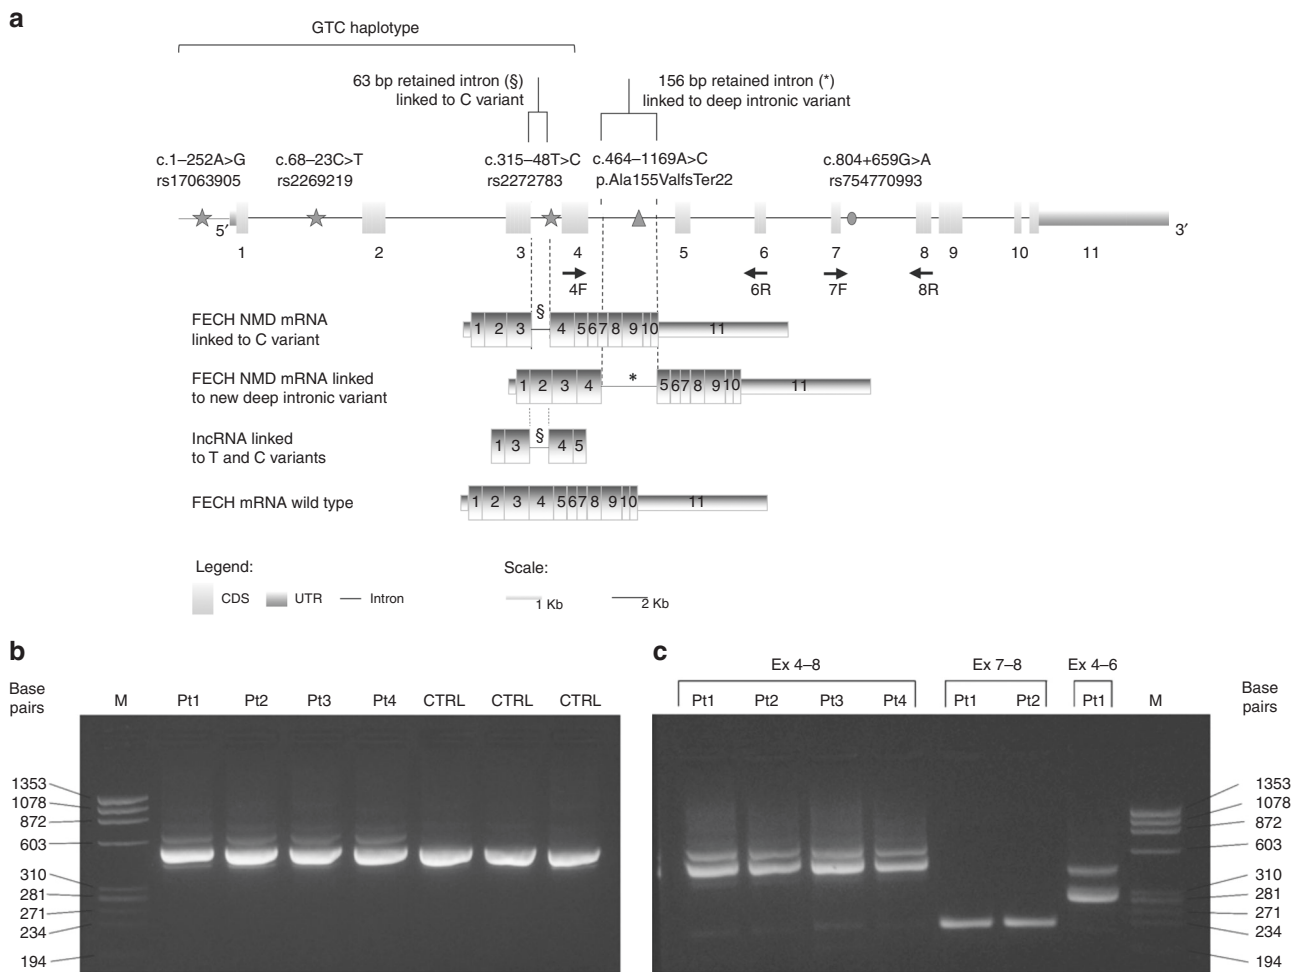 a
GTC haplotype
63 bp retained intron (§)
linked to C variant
156 bp retained intron (*)
linked to deep intronic variant
c.1–252A>G
rs17063905
c.68–23C>T
rs2269219
c.315–48T>C
rs2272783
c.464–1169A>C
p.Ala155ValfsTer22
c.804+659G>A
rs754770993
5′ 3′
1 2 3 4 5 6 7 8 9 10 11
4F 6R 7F 8R
FECH NMD mRNA
linked to C variant
1 2 3 § 4 5 6 7 8 9 10 11
FECH NMD mRNA linked
to new deep intronic variant
1 2 3 4 * 5 6 7 8 9 10 11
lncRNA linked
to T and C variants
1 3 § 4 5
FECH mRNA wild type
1 2 3 4 5 6 7 8 9 10 11
Legend:
CDS UTR Intron
Scale:
1 Kb 2 Kb
b
Base
pairs
M Pt1 Pt2 Pt3 Pt4 CTRL CTRL CTRL
1353
1078
872
603
310
281
271
234
194
c
Ex 4–8 Ex 7–8 Ex 4–6
Pt1 Pt2 Pt3 Pt4 Pt1 Pt2 Pt1 M
Base
pairs
1353
1078
872
603
310
281
271
234
194